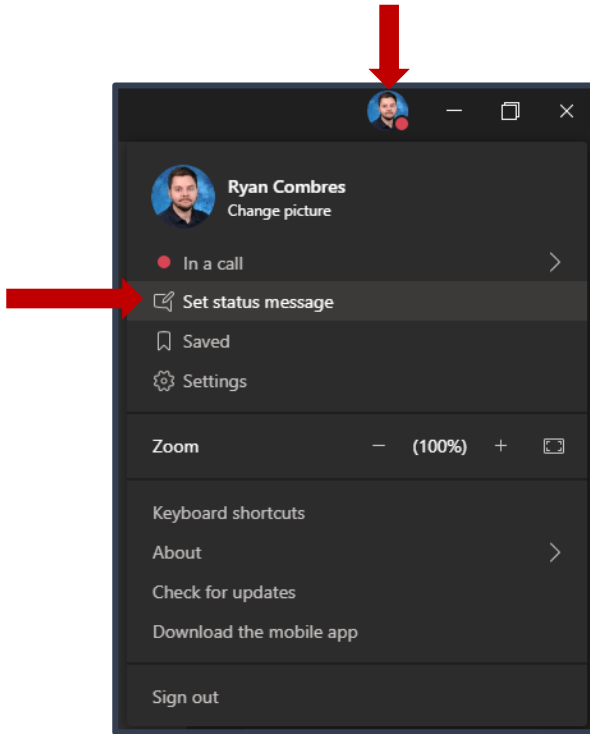 Ryan Combres
Change picture
In a call
Set status message
Saved
Settings
Zoom (100%)
Keyboard shortcuts
About
Check for updates
Download the mobile app
Sign out